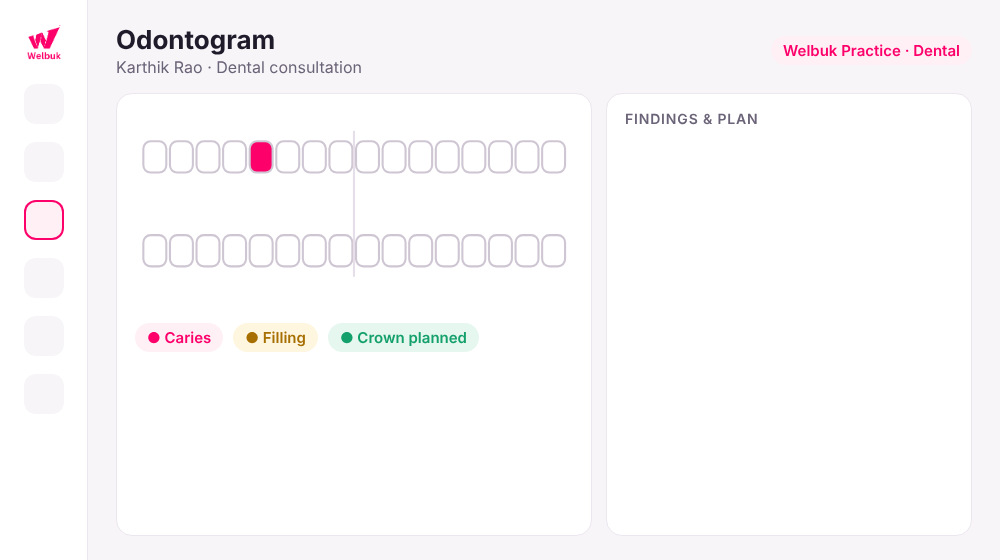 Welbuk
Odontogram
Karthik Rao · Dental consultation
Welbuk Practice · Dental
Caries
Filling
Crown planned
FINDINGS & PLAN